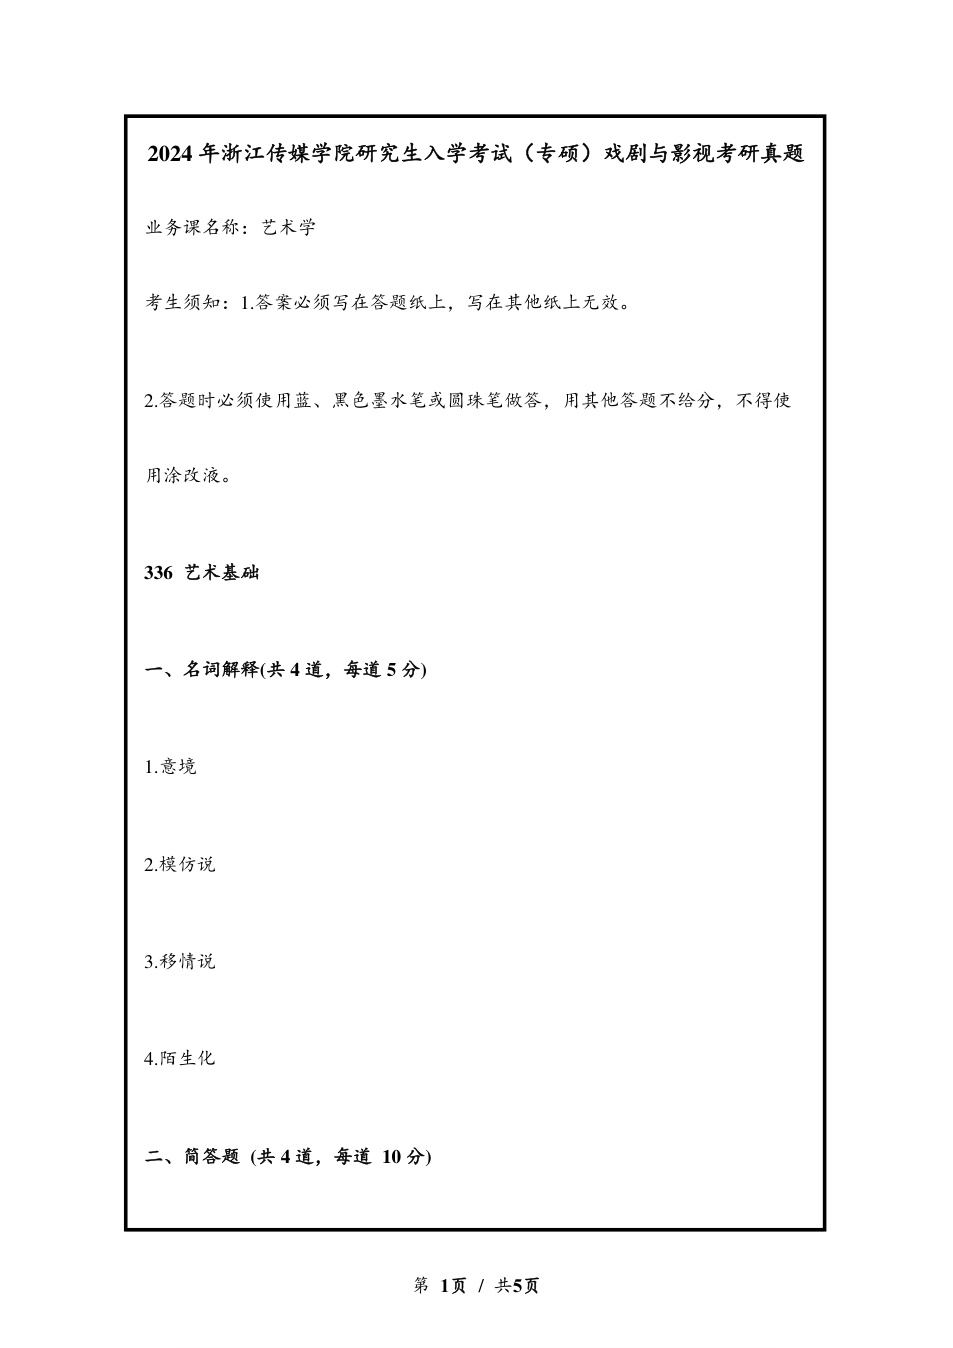 2024 年浙江传媒学院研究生入学考试（专硕）戏剧与影视考研真题
业务课名称：艺术学
考生须知：1.答案必须写在答题纸上，写在其他纸上无效。
2.答题时必须使用蓝、黑色墨水笔或圆珠笔做答，用其他答题不给分，不得使
用涂改液。
336 艺术基础
一、名词解释(共 4 道，每道 5 分)
1.意境
2.模仿说
3.移情说
4.陌生化
二、简答题 (共 4 道，每道 10 分)
第 1页 / 共5页